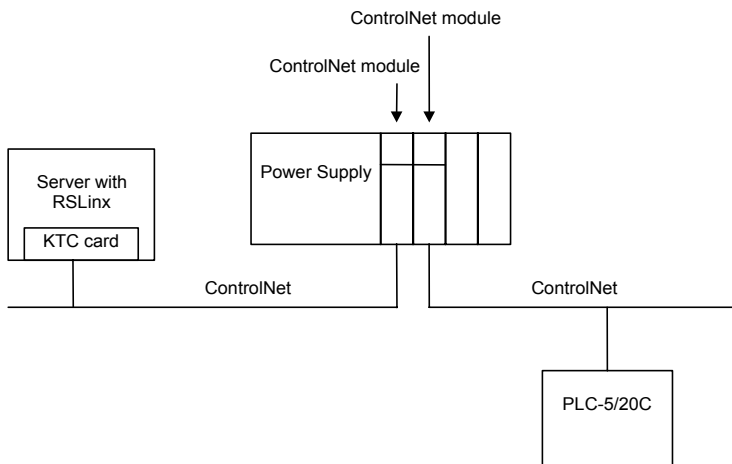 ControlNet module
ControlNet module
Power Supply
Server with
RSLinx
KTC card
ControlNet
ControlNet
PLC-5/20C